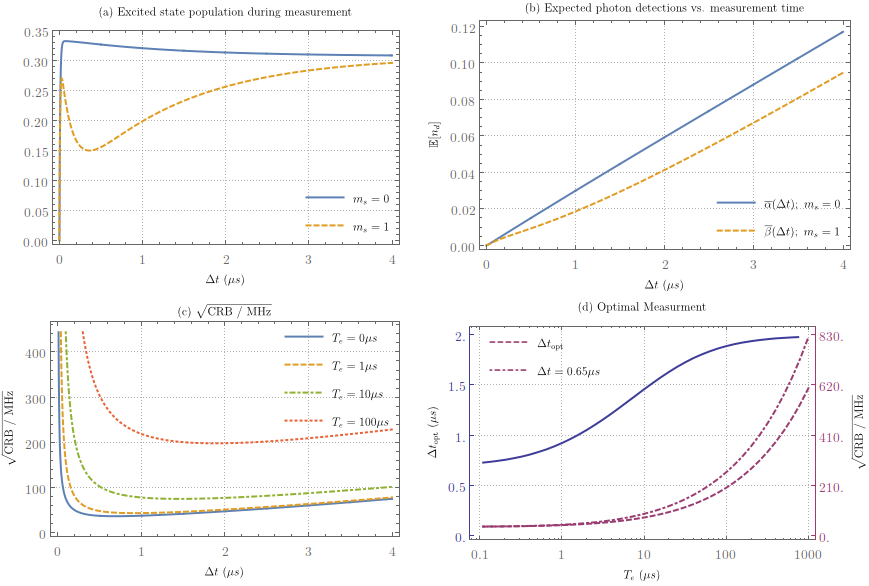 (a) Excited state population during measurement
0.35
0.30
0.25
0.20
0.15
0.10
0.05
0.00
0 1 2 3 4
Δt (μs)
m_s = 0
m_s = 1
(b) Expected photon detections vs. measurement time
𝔼[n_d]
0.12
0.10
0.08
0.06
0.04
0.02
0.00
0 1 2 3 4
Δt (μs)
α̅(Δt); m_s = 0
β̅(Δt); m_s = 1
(c) √CRB / MHz
√CRB / MHz
400
300
200
100
0
0 1 2 3 4
Δt (μs)
T_e = 0μs
T_e = 1μs
T_e = 10μs
T_e = 100μs
(d) Optimal Measurment
Δt_opt (μs)
2.
1.5
1.
0.5
0.
0.1 1 10 100 1000
T_e (μs)
Δt_opt
Δt = 0.65μs
830.
620.
410.
210.
0.
√CRB / MHz